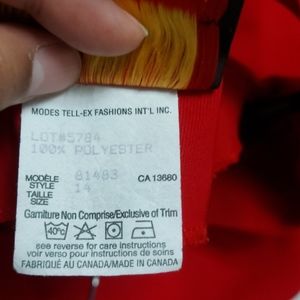 MODES TELL-EX FASHIONS INT'L INC.
LOT#5784
100% POLYESTER
MODÈLE
STYLE 81483 CA 13680
TAILLE
SIZE 14
Garniture Non Comprise/Exclusive of Trim
40°C
see reverse for care instructions
voir verso pour instructions de soins
FABRIQUÉ AU CANADA/MADE IN CANADA